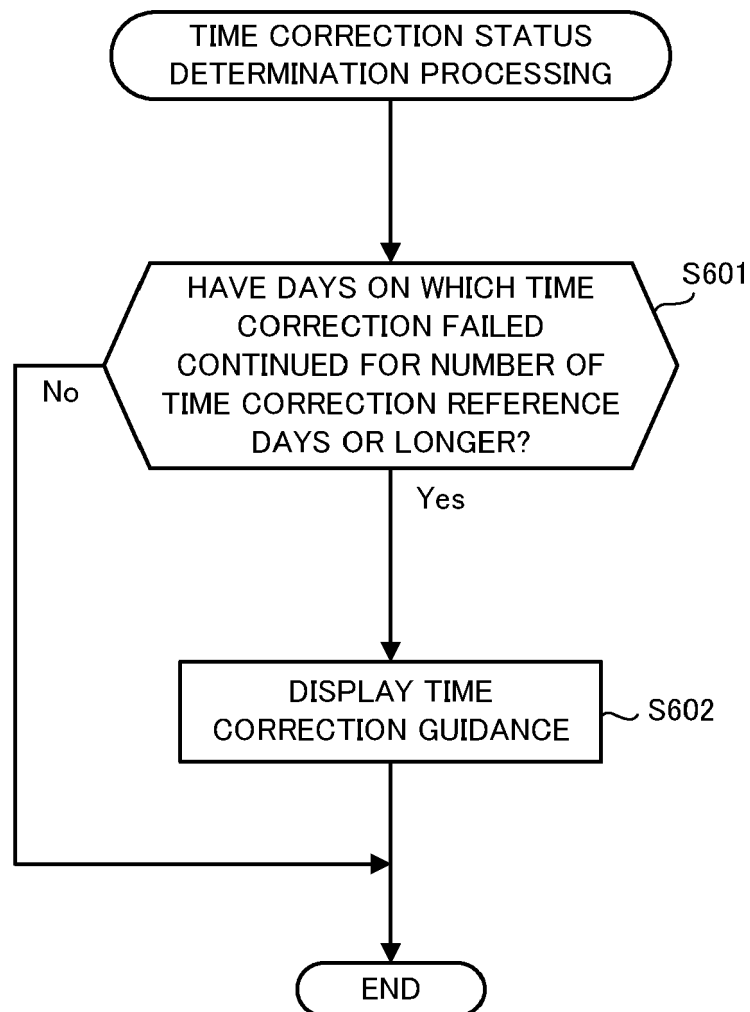 TIME CORRECTION STATUS
DETERMINATION PROCESSING
S601
HAVE DAYS ON WHICH TIME
CORRECTION FAILED
CONTINUED FOR NUMBER OF
TIME CORRECTION REFERENCE
DAYS OR LONGER?
No
Yes
DISPLAY TIME
CORRECTION GUIDANCE
S602
END